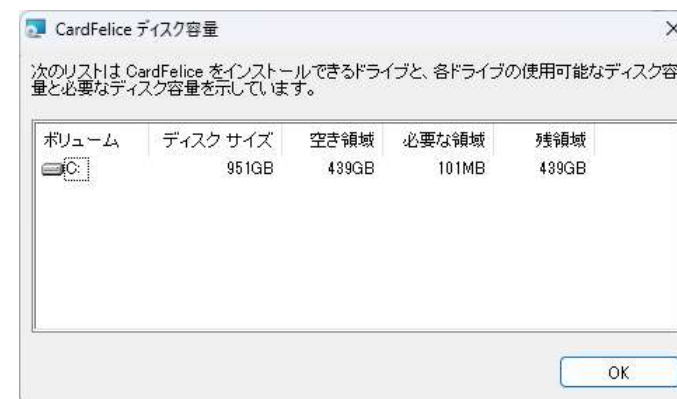 CardFelice ディスク容量
次のリストは CardFelice をインストールできるドライブと、各ドライブの使用可能なディスク容
量と必要なディスク容量を示しています。
ボリューム ディスク サイズ 空き領域 必要な領域 残領域
C: 951GB 439GB 101MB 439GB
OK